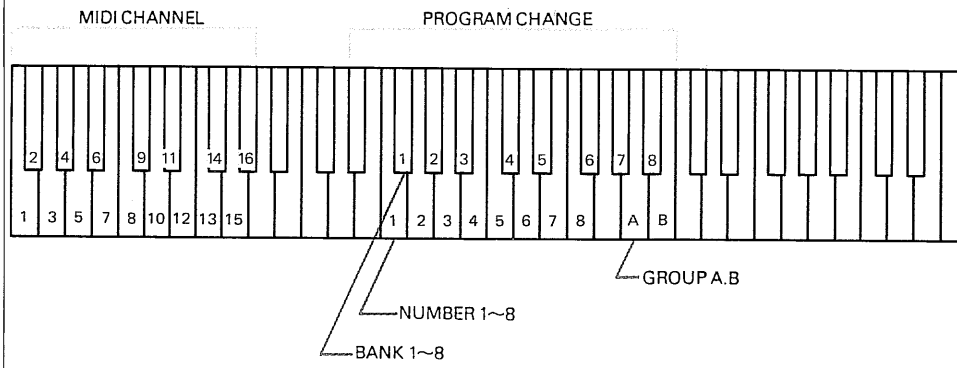 MIDI CHANNEL PROGRAM CHANGE
2 4 6 9 11 14 16 1 2 3 4 5 6 7 8
1 3 5 7 8 10 12 13 15 1 2 3 4 5 6 7 8 A B
GROUP A.B
NUMBER 1~8
BANK 1~8